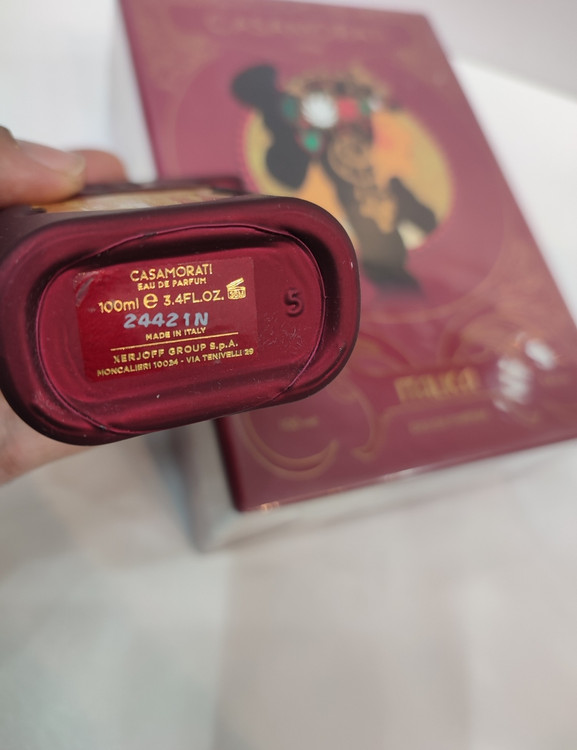 CASAMORATI
CASAMORATI
EAU DE PARFUM
100ml e 3.4FL.OZ.
24421N
MADE IN ITALY
XERJOFF GROUP S.p.A.
MONCALIERI 10024 - VIA TENIVELLI 29
5